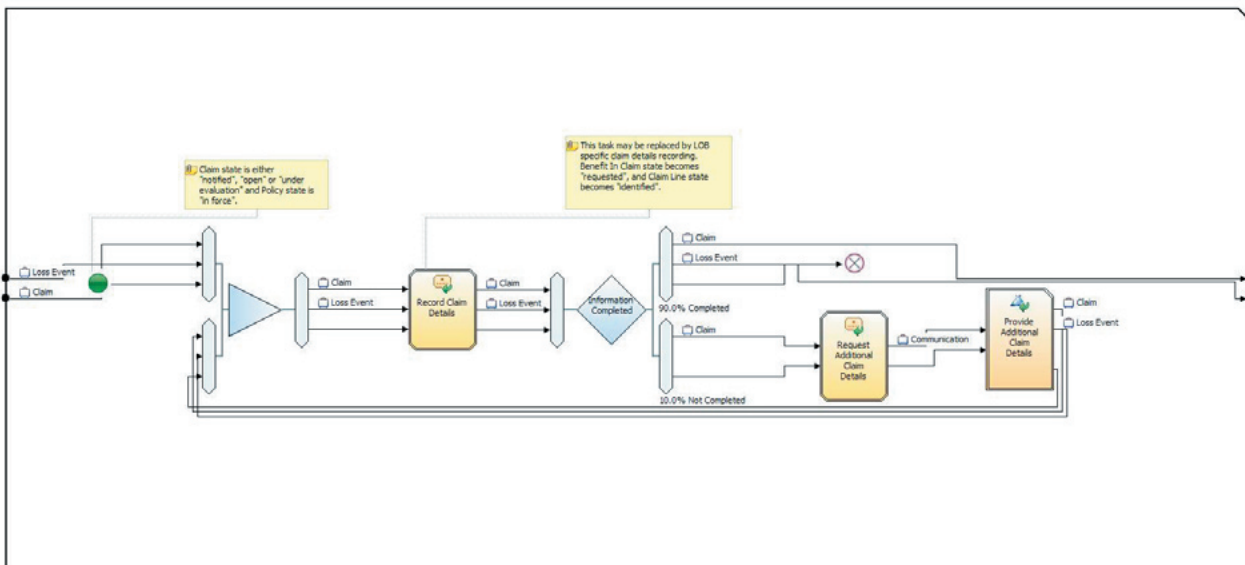 Claim state is either
"notified", "open" or "under
evaluation" and Policy state is
"in force".
This task may be replaced by LOB
specific claim details recording.
Benefit In Claim state becomes
"requested", and Claim Line state
becomes "identified".
Loss Event
Claim
Claim
Loss Event
Record Claim
Details
Claim
Loss Event
Information
Completed
Claim
Loss Event
90.0% Completed
Claim
10.0% Not Completed
Request
Additional
Claim
Details
Communication
Provide
Additional
Claim
Details
Claim
Loss Event